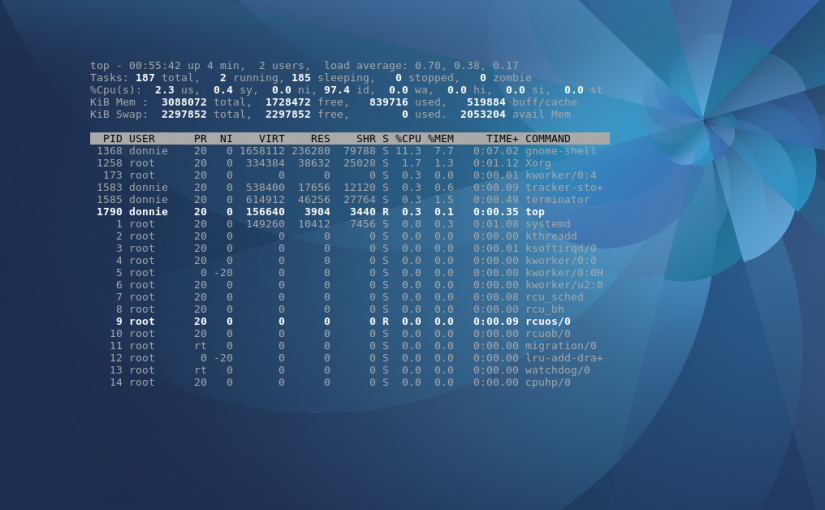 top - 00:55:42 up 4 min,  2 users,  load average: 0.70, 0.38, 0.17
Tasks: 187 total,   2 running, 185 sleeping,   0 stopped,   0 zombie
%Cpu(s):  2.3 us,  0.4 sy,  0.0 ni, 97.4 id,  0.0 wa,  0.0 hi,  0.0 si,  0.0 st
KiB Mem :  3088072 total,  1728472 free,   839716 used,   519884 buff/cache
KiB Swap:  2297852 total,  2297852 free,        0 used.  2053204 avail Mem
  PID USER      PR  NI    VIRT    RES    SHR S %CPU %MEM     TIME+ COMMAND
 1368 donnie    20   0 1658112 236280  79788 S 11.3  7.7   0:07.02 gnome-shell
 1258 root      20   0  334384  38632  25028 S  1.7  1.3   0:01.12 Xorg
  173 root      20   0       0      0      0 S  0.3  0.0   0:00.01 kworker/0:4
 1583 donnie    20   0  538400  17656  12120 S  0.3  0.6   0:00.09 tracker-sto+
 1585 donnie    20   0  614912  46256  27764 S  0.3  1.5   0:00.49 terminator
 1790 donnie    20   0  156640   3904   3440 R  0.3  0.1   0:00.35 top
    1 root      20   0  149260  10412   7456 S  0.0  0.3   0:01.08 systemd
    2 root      20   0       0      0      0 S  0.0  0.0   0:00.00 kthreadd
    3 root      20   0       0      0      0 S  0.0  0.0   0:00.01 ksoftirqd/0
    4 root      20   0       0      0      0 S  0.0  0.0   0:00.00 kworker/0:0
    5 root       0 -20       0      0      0 S  0.0  0.0   0:00.00 kworker/0:0H
    6 root      20   0       0      0      0 S  0.0  0.0   0:00.00 kworker/u2:0
    7 root      20   0       0      0      0 S  0.0  0.0   0:00.08 rcu_sched
    8 root      20   0       0      0      0 S  0.0  0.0   0:00.00 rcu_bh
    9 root      20   0       0      0      0 R  0.0  0.0   0:00.09 rcuos/0
   10 root      20   0       0      0      0 S  0.0  0.0   0:00.00 rcuob/0
   11 root      rt   0       0      0      0 S  0.0  0.0   0:00.00 migration/0
   12 root       0 -20       0      0      0 S  0.0  0.0   0:00.00 lru-add-dra+
   13 root      rt   0       0      0      0 S  0.0  0.0   0:00.00 watchdog/0
   14 root      20   0       0      0      0 S  0.0  0.0   0:00.00 cpuhp/0